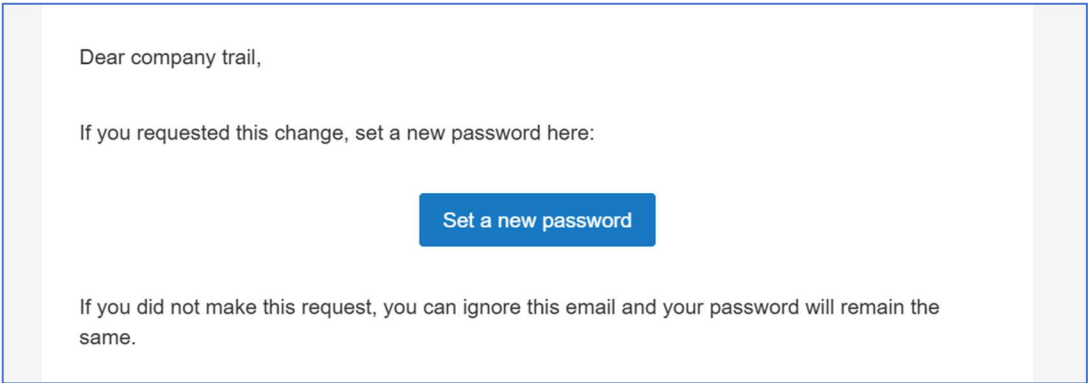 Dear company trail,
If you requested this change, set a new password here:
Set a new password
If you did not make this request, you can ignore this email and your password will remain the
same.